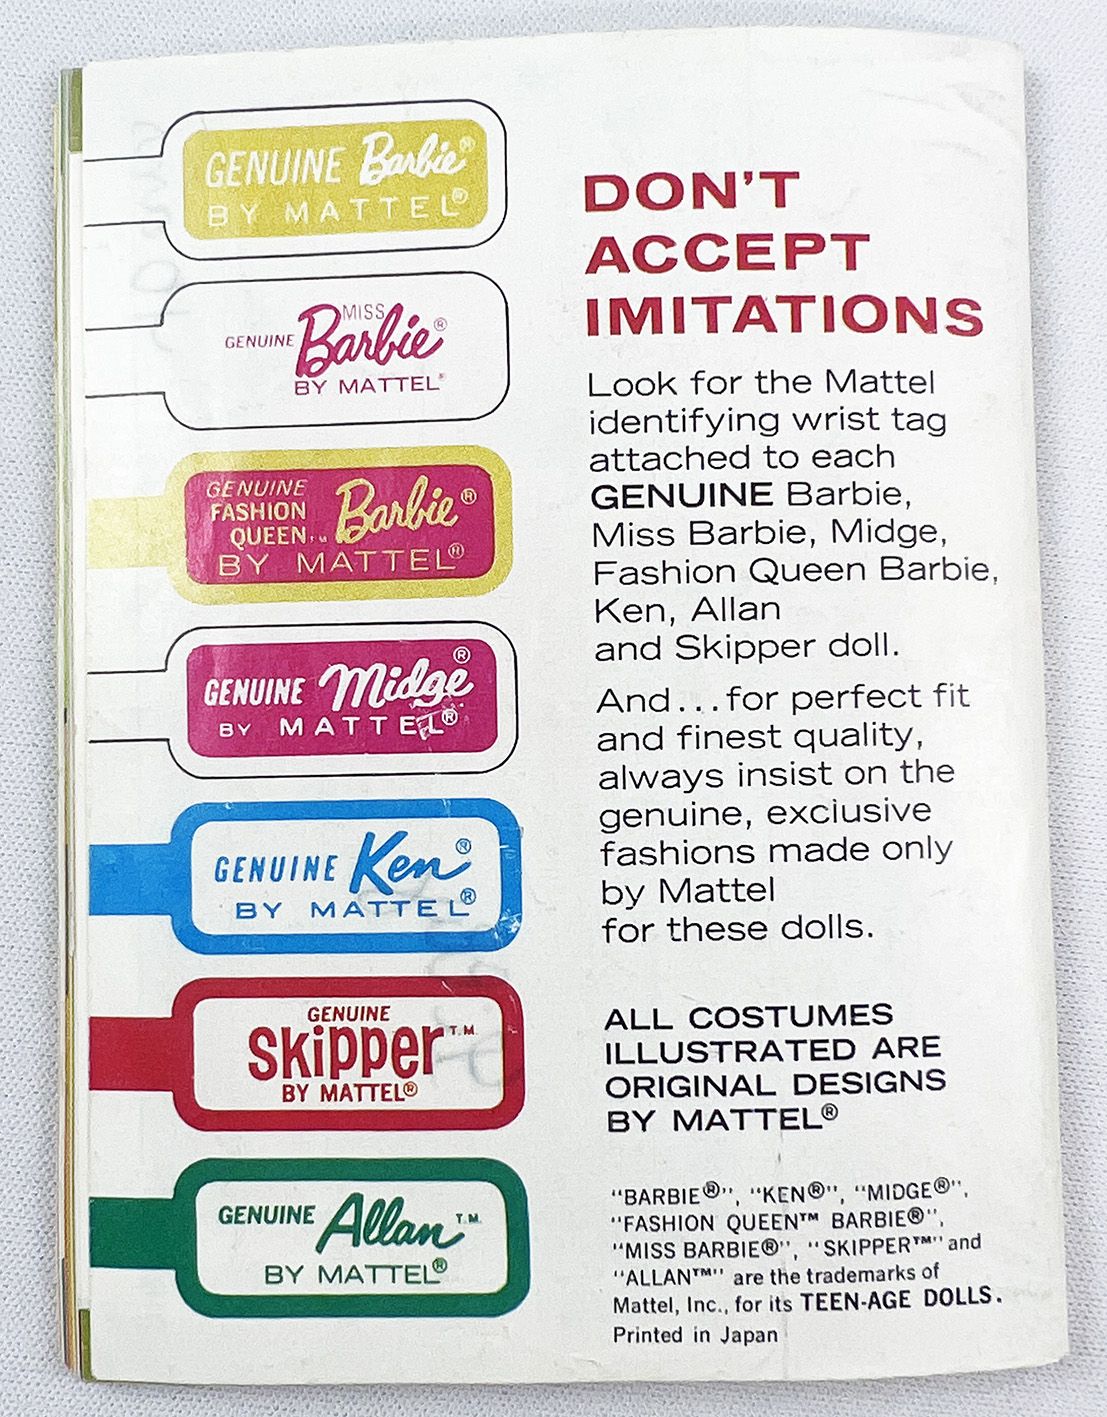 GENUINE Barbie®
BY MATTEL®
MISS
GENUINE Barbie®
BY MATTEL®
GENUINE
FASHION
QUEEN™ Barbie®
BY MATTEL®
GENUINE Midge®
BY MATTEL®
GENUINE Ken®
BY MATTEL®
GENUINE
Skipper T.M.
BY MATTEL®
GENUINE Allan T.M.
BY MATTEL®
DON'T
ACCEPT
IMITATIONS
Look for the Mattel
identifying wrist tag
attached to each
GENUINE Barbie,
Miss Barbie, Midge,
Fashion Queen Barbie,
Ken, Allan
and Skipper doll.
And...for perfect fit
and finest quality,
always insist on the
genuine, exclusive
fashions made only
by Mattel
for these dolls.
ALL COSTUMES
ILLUSTRATED ARE
ORIGINAL DESIGNS
BY MATTEL®
"BARBIE®", "KEN®", "MIDGE®",
"FASHION QUEEN™ BARBIE®",
"MISS BARBIE®", "SKIPPER™" and
"ALLAN™" are the trademarks of
Mattel, Inc., for its TEEN-AGE DOLLS.
Printed in Japan